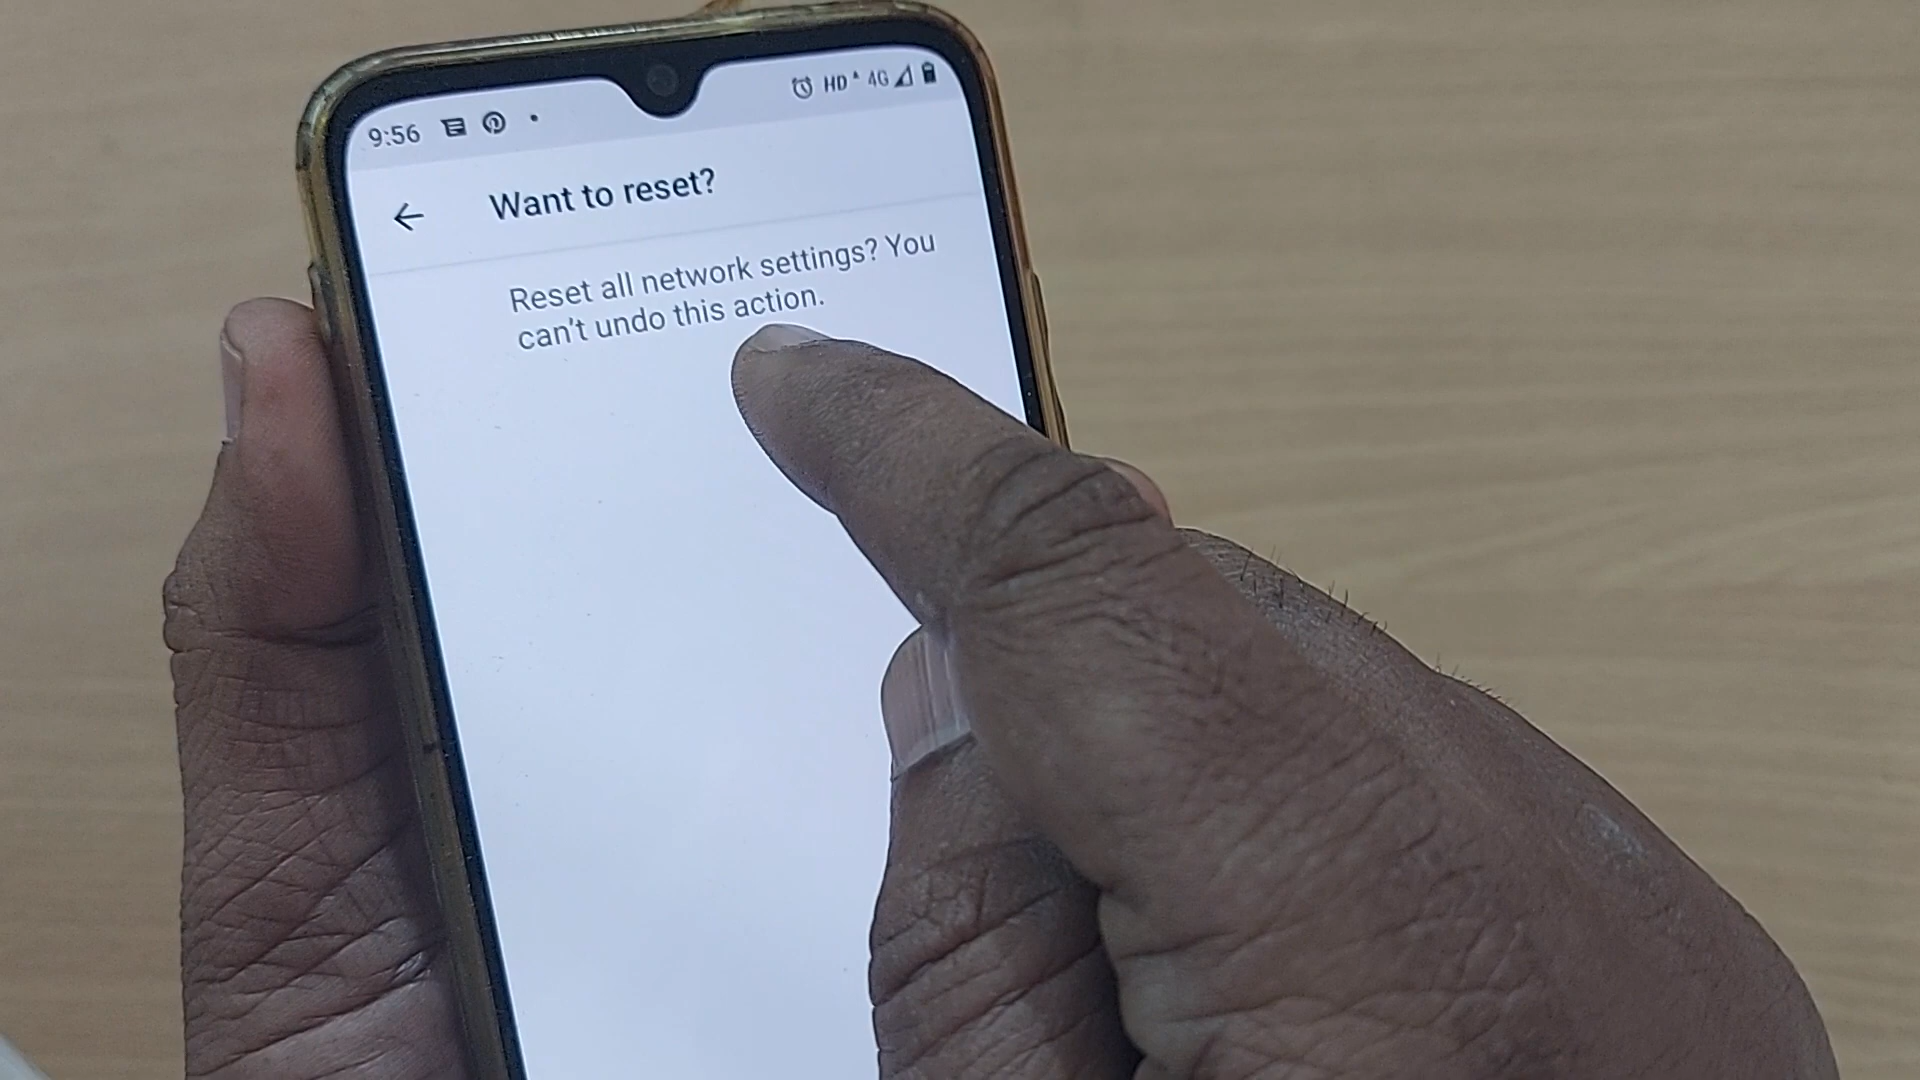 9:56 HD 4G
Want to reset?
Reset all network settings? You
can't undo this action.